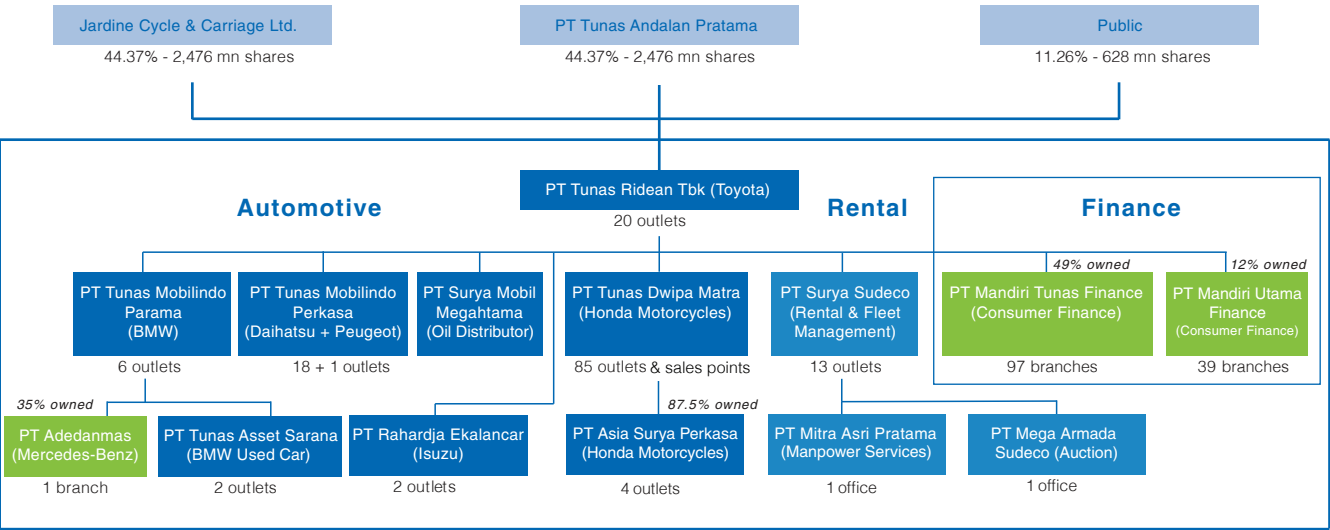 Jardine Cycle & Carriage Ltd.
44.37% - 2,476 mn shares
PT Tunas Andalan Pratama
44.37% - 2,476 mn shares
Public
11.26% - 628 mn shares
PT Tunas Ridean Tbk (Toyota)
20 outlets
Automotive
Rental
Finance
PT Tunas Mobilindo
Parama
(BMW)
6 outlets
PT Tunas Mobilindo
Perkasa
(Daihatsu + Peugeot)
18 + 1 outlets
PT Surya Mobil
Megahtama
(Oil Distributor)
PT Tunas Dwipa Matra
(Honda Motorcycles)
85 outlets & sales points
PT Surya Sudeco
(Rental & Fleet
Management)
13 outlets
49% owned
PT Mandiri Tunas Finance
(Consumer Finance)
97 branches
12% owned
PT Mandiri Utama
Finance
(Consumer Finance)
39 branches
35% owned
PT Adedanmas
(Mercedes-Benz)
1 branch
PT Tunas Asset Sarana
(BMW Used Car)
2 outlets
PT Rahardja Ekalancar
(Isuzu)
2 outlets
87.5% owned
PT Asia Surya Perkasa
(Honda Motorcycles)
4 outlets
PT Mitra Asri Pratama
(Manpower Services)
1 office
PT Mega Armada
Sudeco (Auction)
1 office